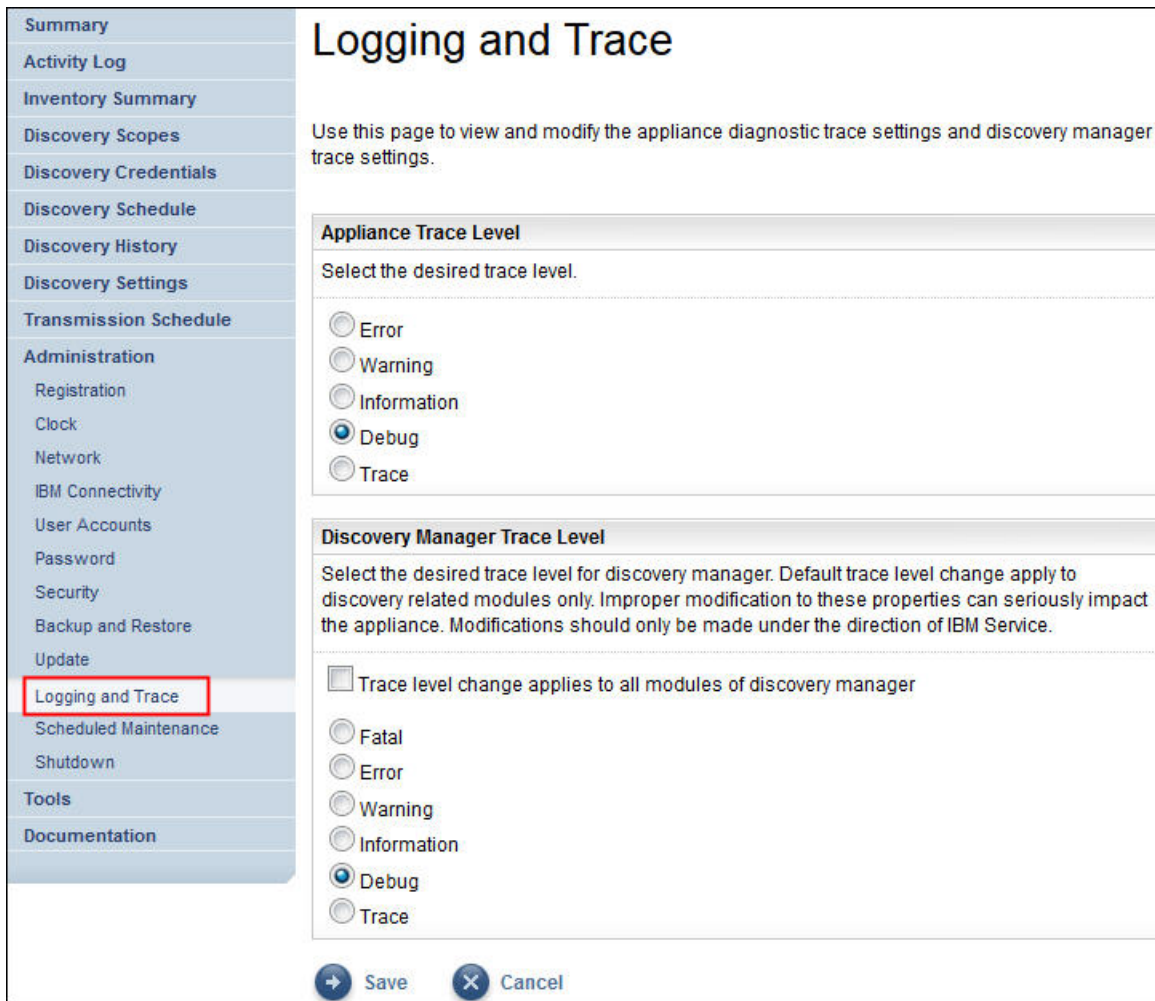 Summary
Activity Log
Inventory Summary
Discovery Scopes
Discovery Credentials
Discovery Schedule
Discovery History
Discovery Settings
Transmission Schedule
Administration
Registration
Clock
Network
IBM Connectivity
User Accounts
Password
Security
Backup and Restore
Update
Logging and Trace
Scheduled Maintenance
Shutdown
Tools
Documentation
Logging and Trace
Use this page to view and modify the appliance diagnostic trace settings and discovery manager
trace settings.
Appliance Trace Level
Select the desired trace level.
Error
Warning
Information
Debug
Trace
Discovery Manager Trace Level
Select the desired trace level for discovery manager. Default trace level change apply to
discovery related modules only. Improper modification to these properties can seriously impact
the appliance. Modifications should only be made under the direction of IBM Service.
Trace level change applies to all modules of discovery manager
Fatal
Error
Warning
Information
Debug
Trace
Save Cancel